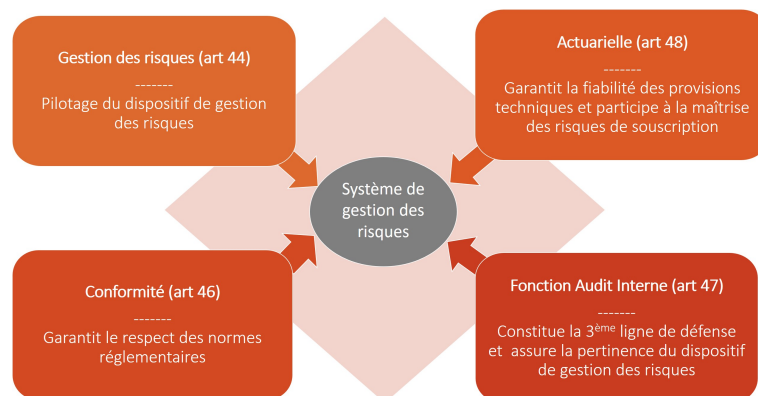 Gestion des risques (art 44)
-------
Pilotage du dispositif de gestion
des risques
Actuarielle (art 48)
-------
Garantit la fiabilité des provisions
techniques et participe à la maîtrise
des risques de souscription
Système de
gestion des
risques
Conformité (art 46)
-------
Garantit le respect des normes
réglementaires
Fonction Audit Interne (art 47)
-------
Constitue la 3ème ligne de défense
et assure la pertinence du dispositif
de gestion des risques